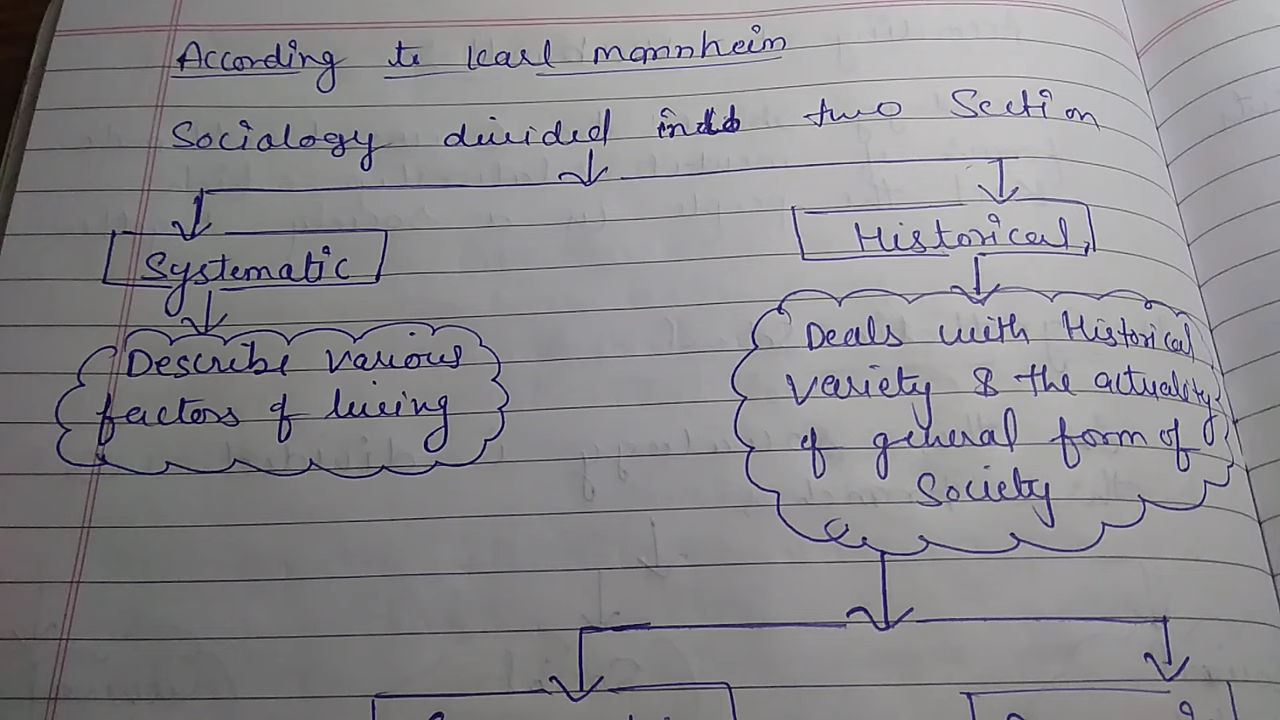 According to Karl mannheim
Socialogy divided into two Section
Systematic
Historical,
Describe various
factors of living
Deals with Historical
variety & the actuality
of general form of
Society